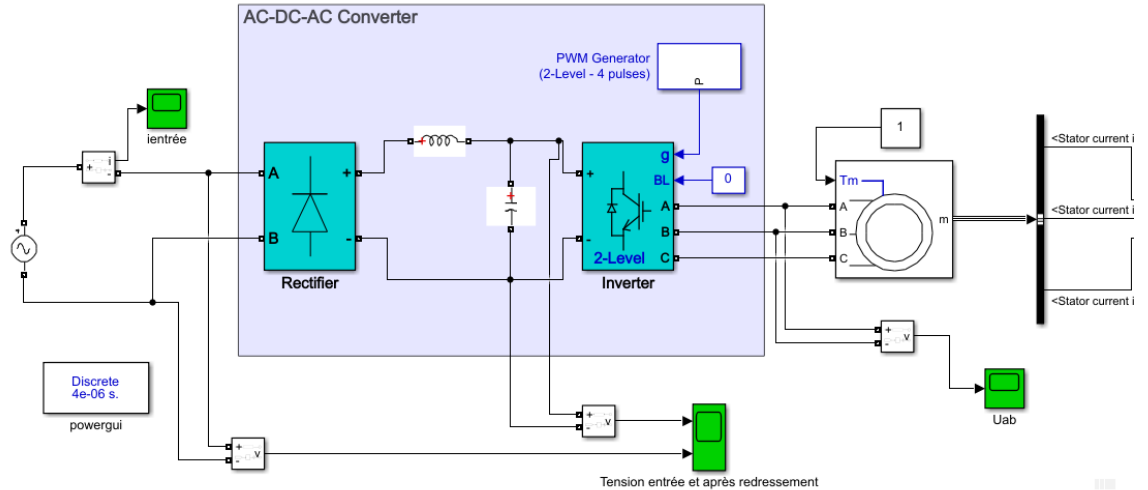 AC-DC-AC Converter
PWM Generator
(2-Level - 4 pulses)
P
ientrée
+
i
-
1
<Stator current i
g
BL
0
Tm
A
+
+
A
A
m
<Stator current i
B
B
B
-
-
2-Level
C
C
Rectifier
Inverter
<Stator current i
+
-
v
Discrete
4e-06 s.
powergui
Uab
+
-
v
+
-
v
Tension entrée et après redressement